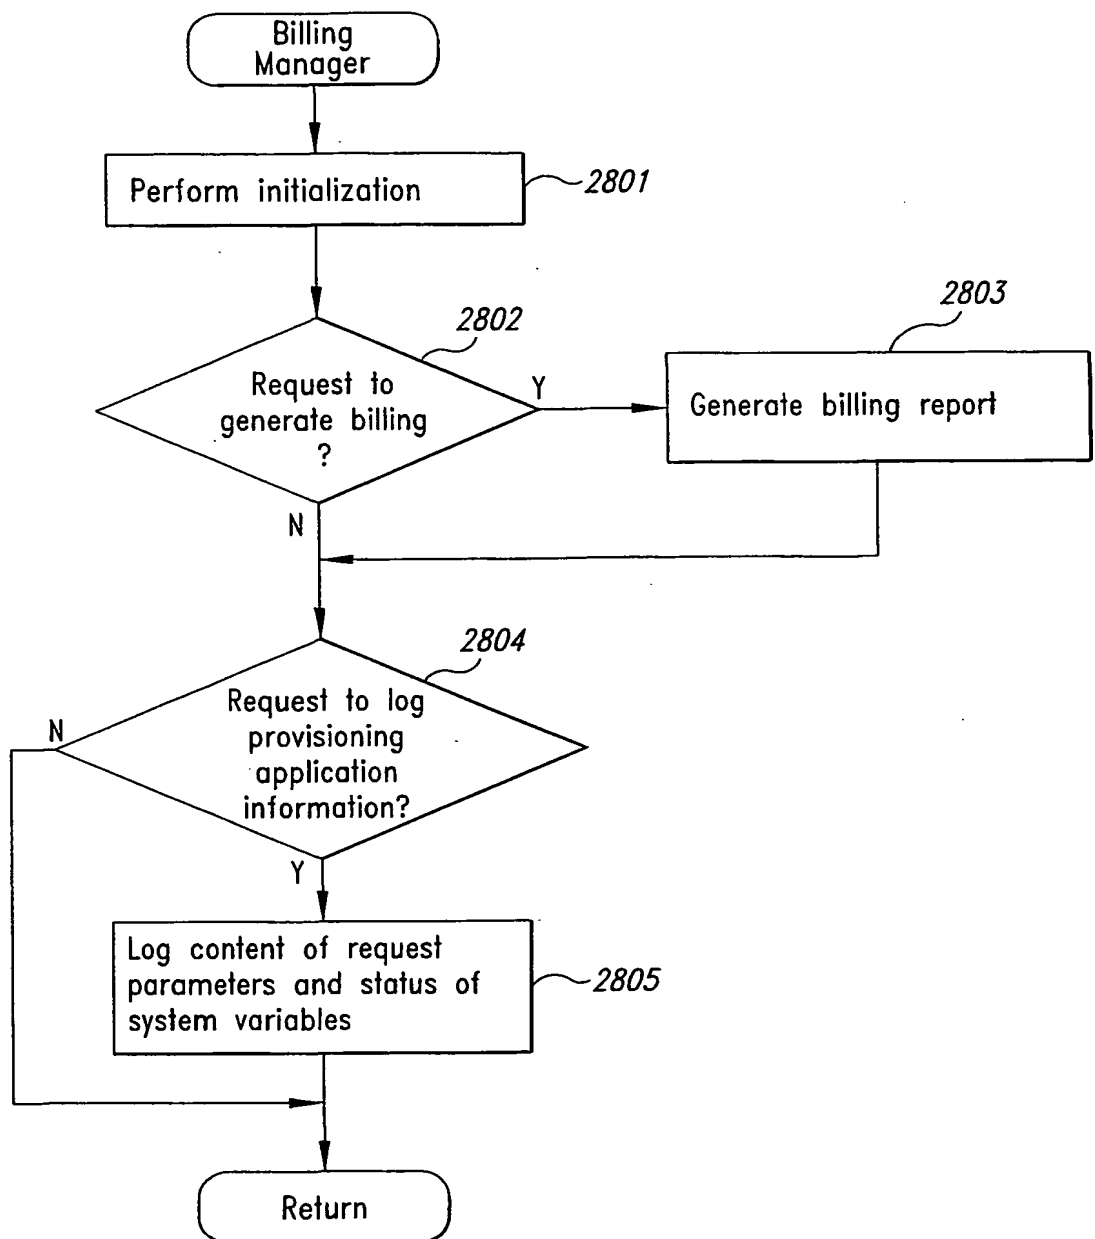 Billing
Manager
Perform initialization
2801
2802
2803
Request to
generate billing
?
Y
Generate billing report
N
2804
Request to log
provisioning
application
information?
N
Y
Log content of request
parameters and status of
system variables
2805
Return